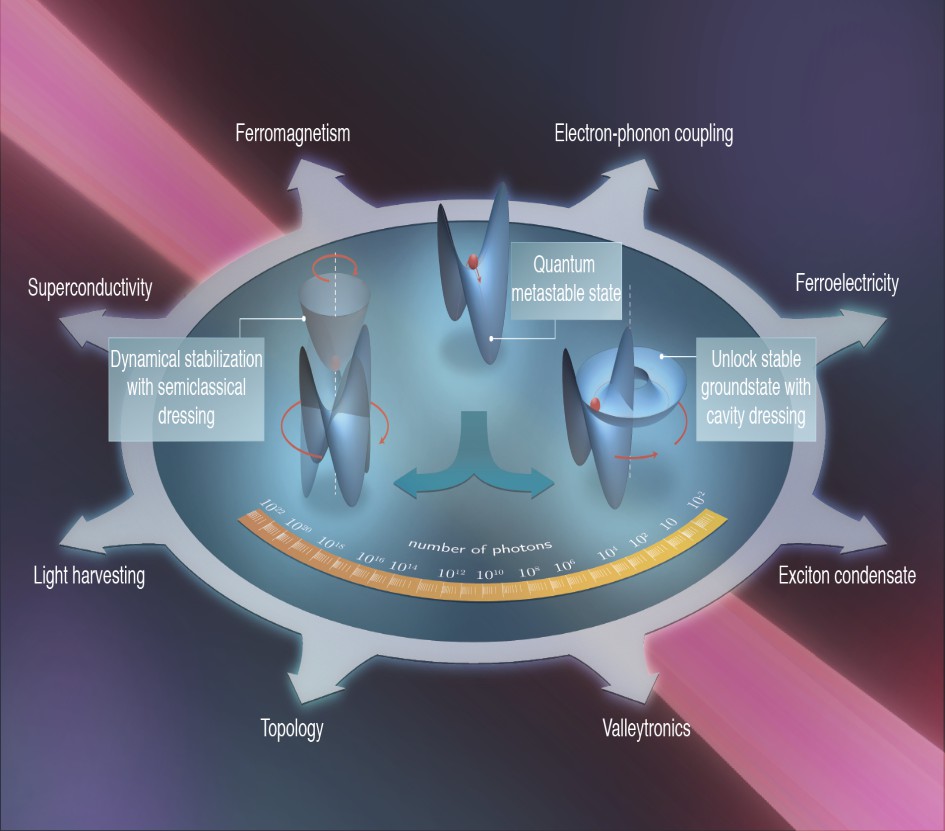 Ferromagnetism
Electron-phonon coupling
Superconductivity
Ferroelectricity
Quantum
metastable state
Dynamical stabilization
with semiclassical
dressing
Unlock stable
groundstate with
cavity dressing
number of photons
10²² 10²⁰ 10¹⁸ 10¹⁶ 10¹⁴ 10¹² 10¹⁰ 10⁸ 10⁶ 10⁴ 10² 10 10⁻²
Light harvesting
Exciton condensate
Topology
Valleytronics